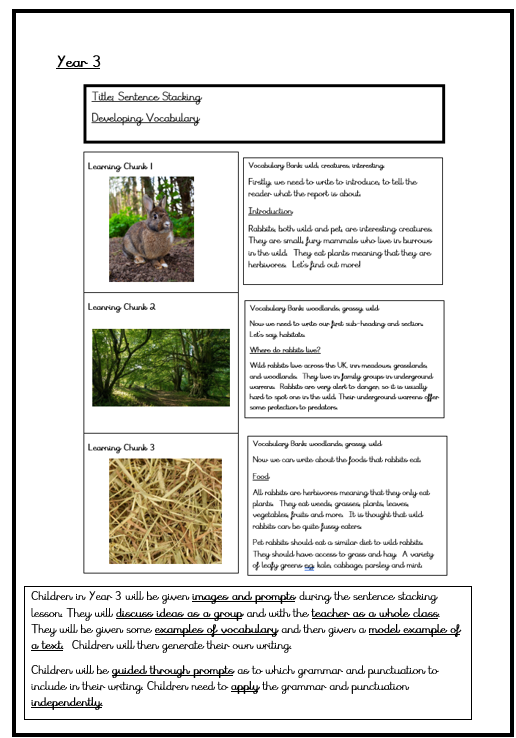 Year 3
Title: Sentence Stacking
Developing Vocabulary
Learning Chunk 1
Vocabulary Bank: wild, creatures, interesting.
Firstly, we need to write to introduce, to tell the
reader what the report is about.
Introduction
Rabbits, both wild and pet, are interesting creatures.
They are small, fury mammals who live in burrows
in the wild. They eat plants meaning that they are
herbivores. Let's find out more!
Leanring Chunk 2
Vocabulary Bank: woodlands, grassy, wild
Now we need to write our first sub-heading and section.
Let's say habitats.
Where do rabbits live?
Wild rabbits live across the UK, inn meadows, grasslands,
and woodlands. They live in family groups in underground
warrens. Rabbits are very alert to danger, so it is usually
hard to spot one in the wild. Their underground warrens offer
some protection to predators.
Learning Chunk 3
Vocabulary Bank: woodlands, grassy, wild
Now we can write about the foods that rabbits eat.
Food
All rabbits are herbivores meaning that they only eat
plants. They eat weeds, grasses, plants, leaves,
vegetables, fruits and more. It is thought that wild
rabbits can be quite fussy eaters.
Pet rabbits should eat a similar diet to wild rabbits.
They should have access to grass and hay. A variety
of leafy greens eg. kale, cabbage, parsley and mint
Children in Year 3 will be given images and prompts during the sentence stacking
lesson. They will discuss ideas as a group and with the teacher as a whole class.
They will be given some examples of vocabulary and then given a model example of
a text. Children will then generate their own writing.
Children will be guided through prompts as to which grammar and punctuation to
include in their writing. Children need to apply the grammar and punctuation
independently.